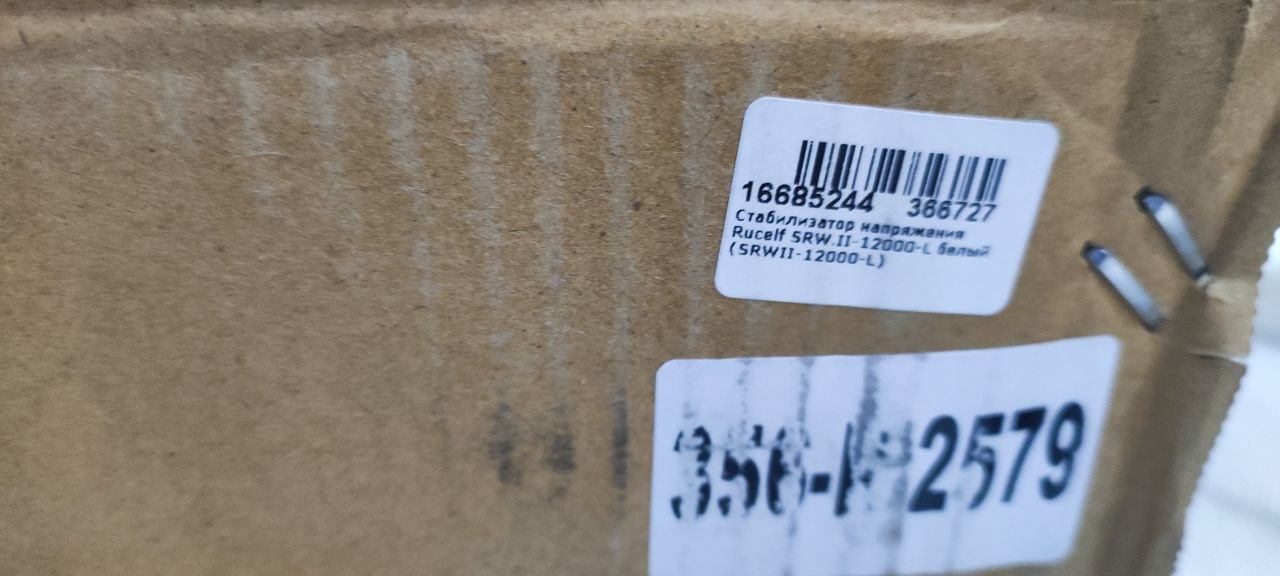 16685244 366727
Стабилизатор напряжения
Rucelf SRW.II-12000-L белый
(SRWII-12000-L)
2579